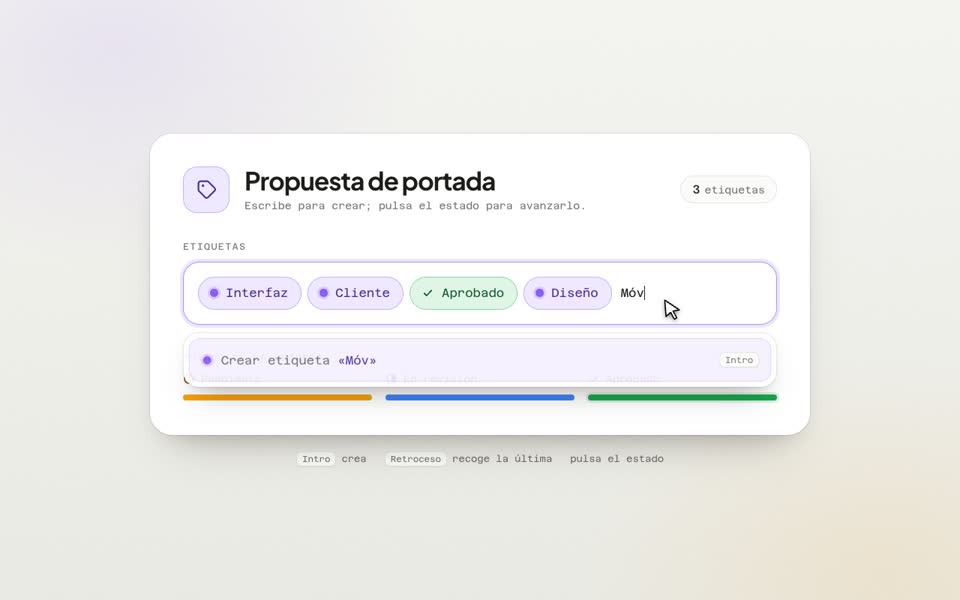 Propuesta de portada
Escribe para crear; pulsa el estado para avanzarlo.
3 etiquetas
ETIQUETAS
Interfaz Cliente Aprobado Diseño Móv
Crear etiqueta «Móv» Intro
Intro crea Retroceso recoge la última pulsa el estado